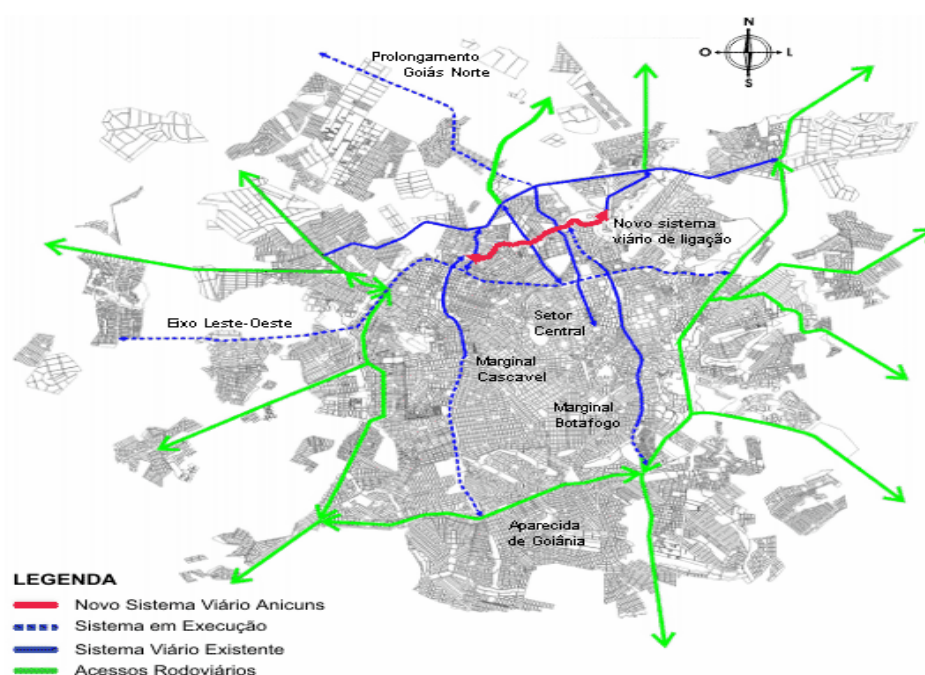 Prolongamento
Goiás Norte
N
O
L
S
Novo sistema
viário de ligação
Eixo Leste-Oeste
Setor
Central
Marginal
Cascavel
Marginal
Botafogo
Aparecida
de Goiânia
LEGENDA
Novo Sistema Viário Anicuns
Sistema em Execução
Sistema Viário Existente
Acessos Rodoviários